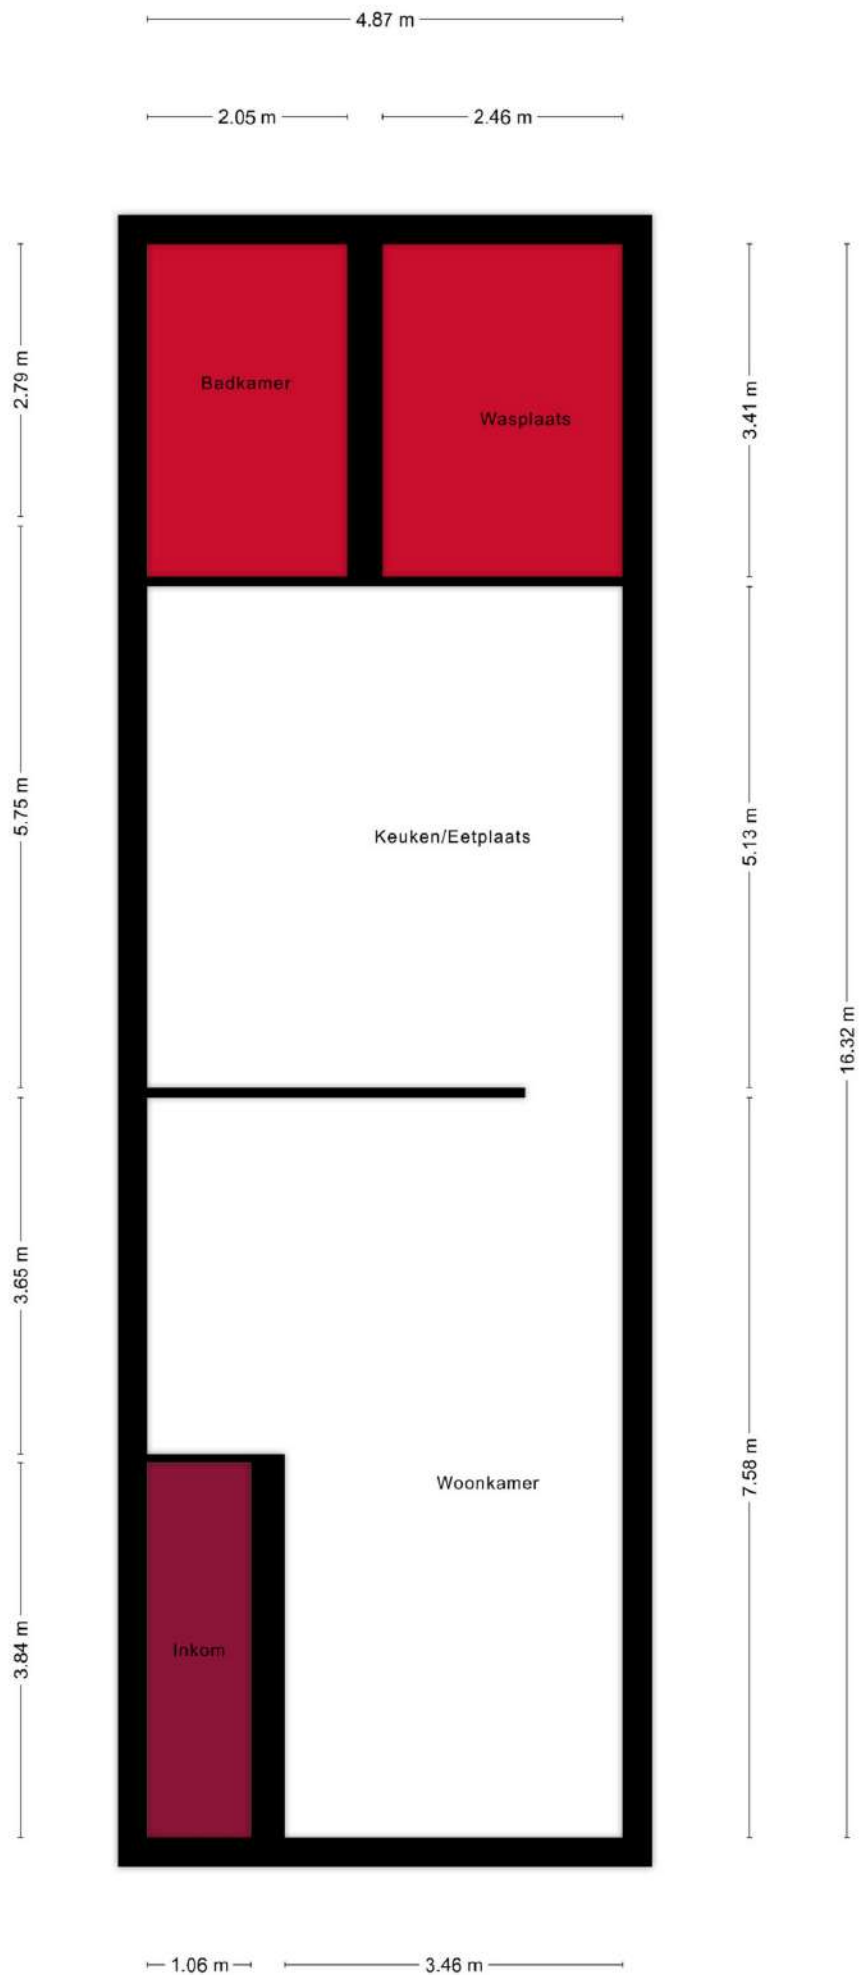 4.87 m
2.05 m
2.46 m
2.79 m
3.41 m
Badkamer
Wasplaats
5.75 m
5.13 m
Keuken/Eetplaats
16.32 m
3.65 m
7.58 m
Woonkamer
3.84 m
Inkom
1.06 m
3.46 m